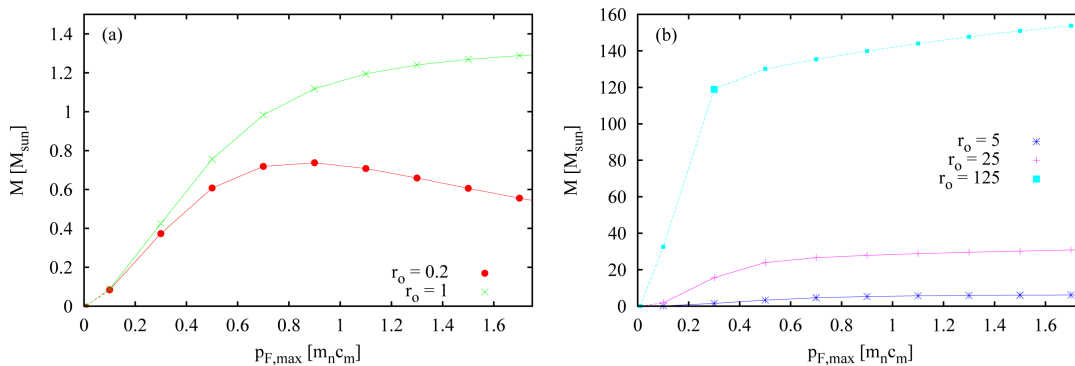 (a)
M [M_sun]
1.4
1.2
1
0.8
0.6
0.4
0.2
0
0 0.2 0.4 0.6 0.8 1 1.2 1.4 1.6
p_F,max [m_n c_m]
r_o = 0.2
r_o = 1
(b)
M [M_sun]
160
140
120
100
80
60
40
20
0
0 0.2 0.4 0.6 0.8 1 1.2 1.4 1.6
p_F,max [m_n c_m]
r_o = 5
r_o = 25
r_o = 125